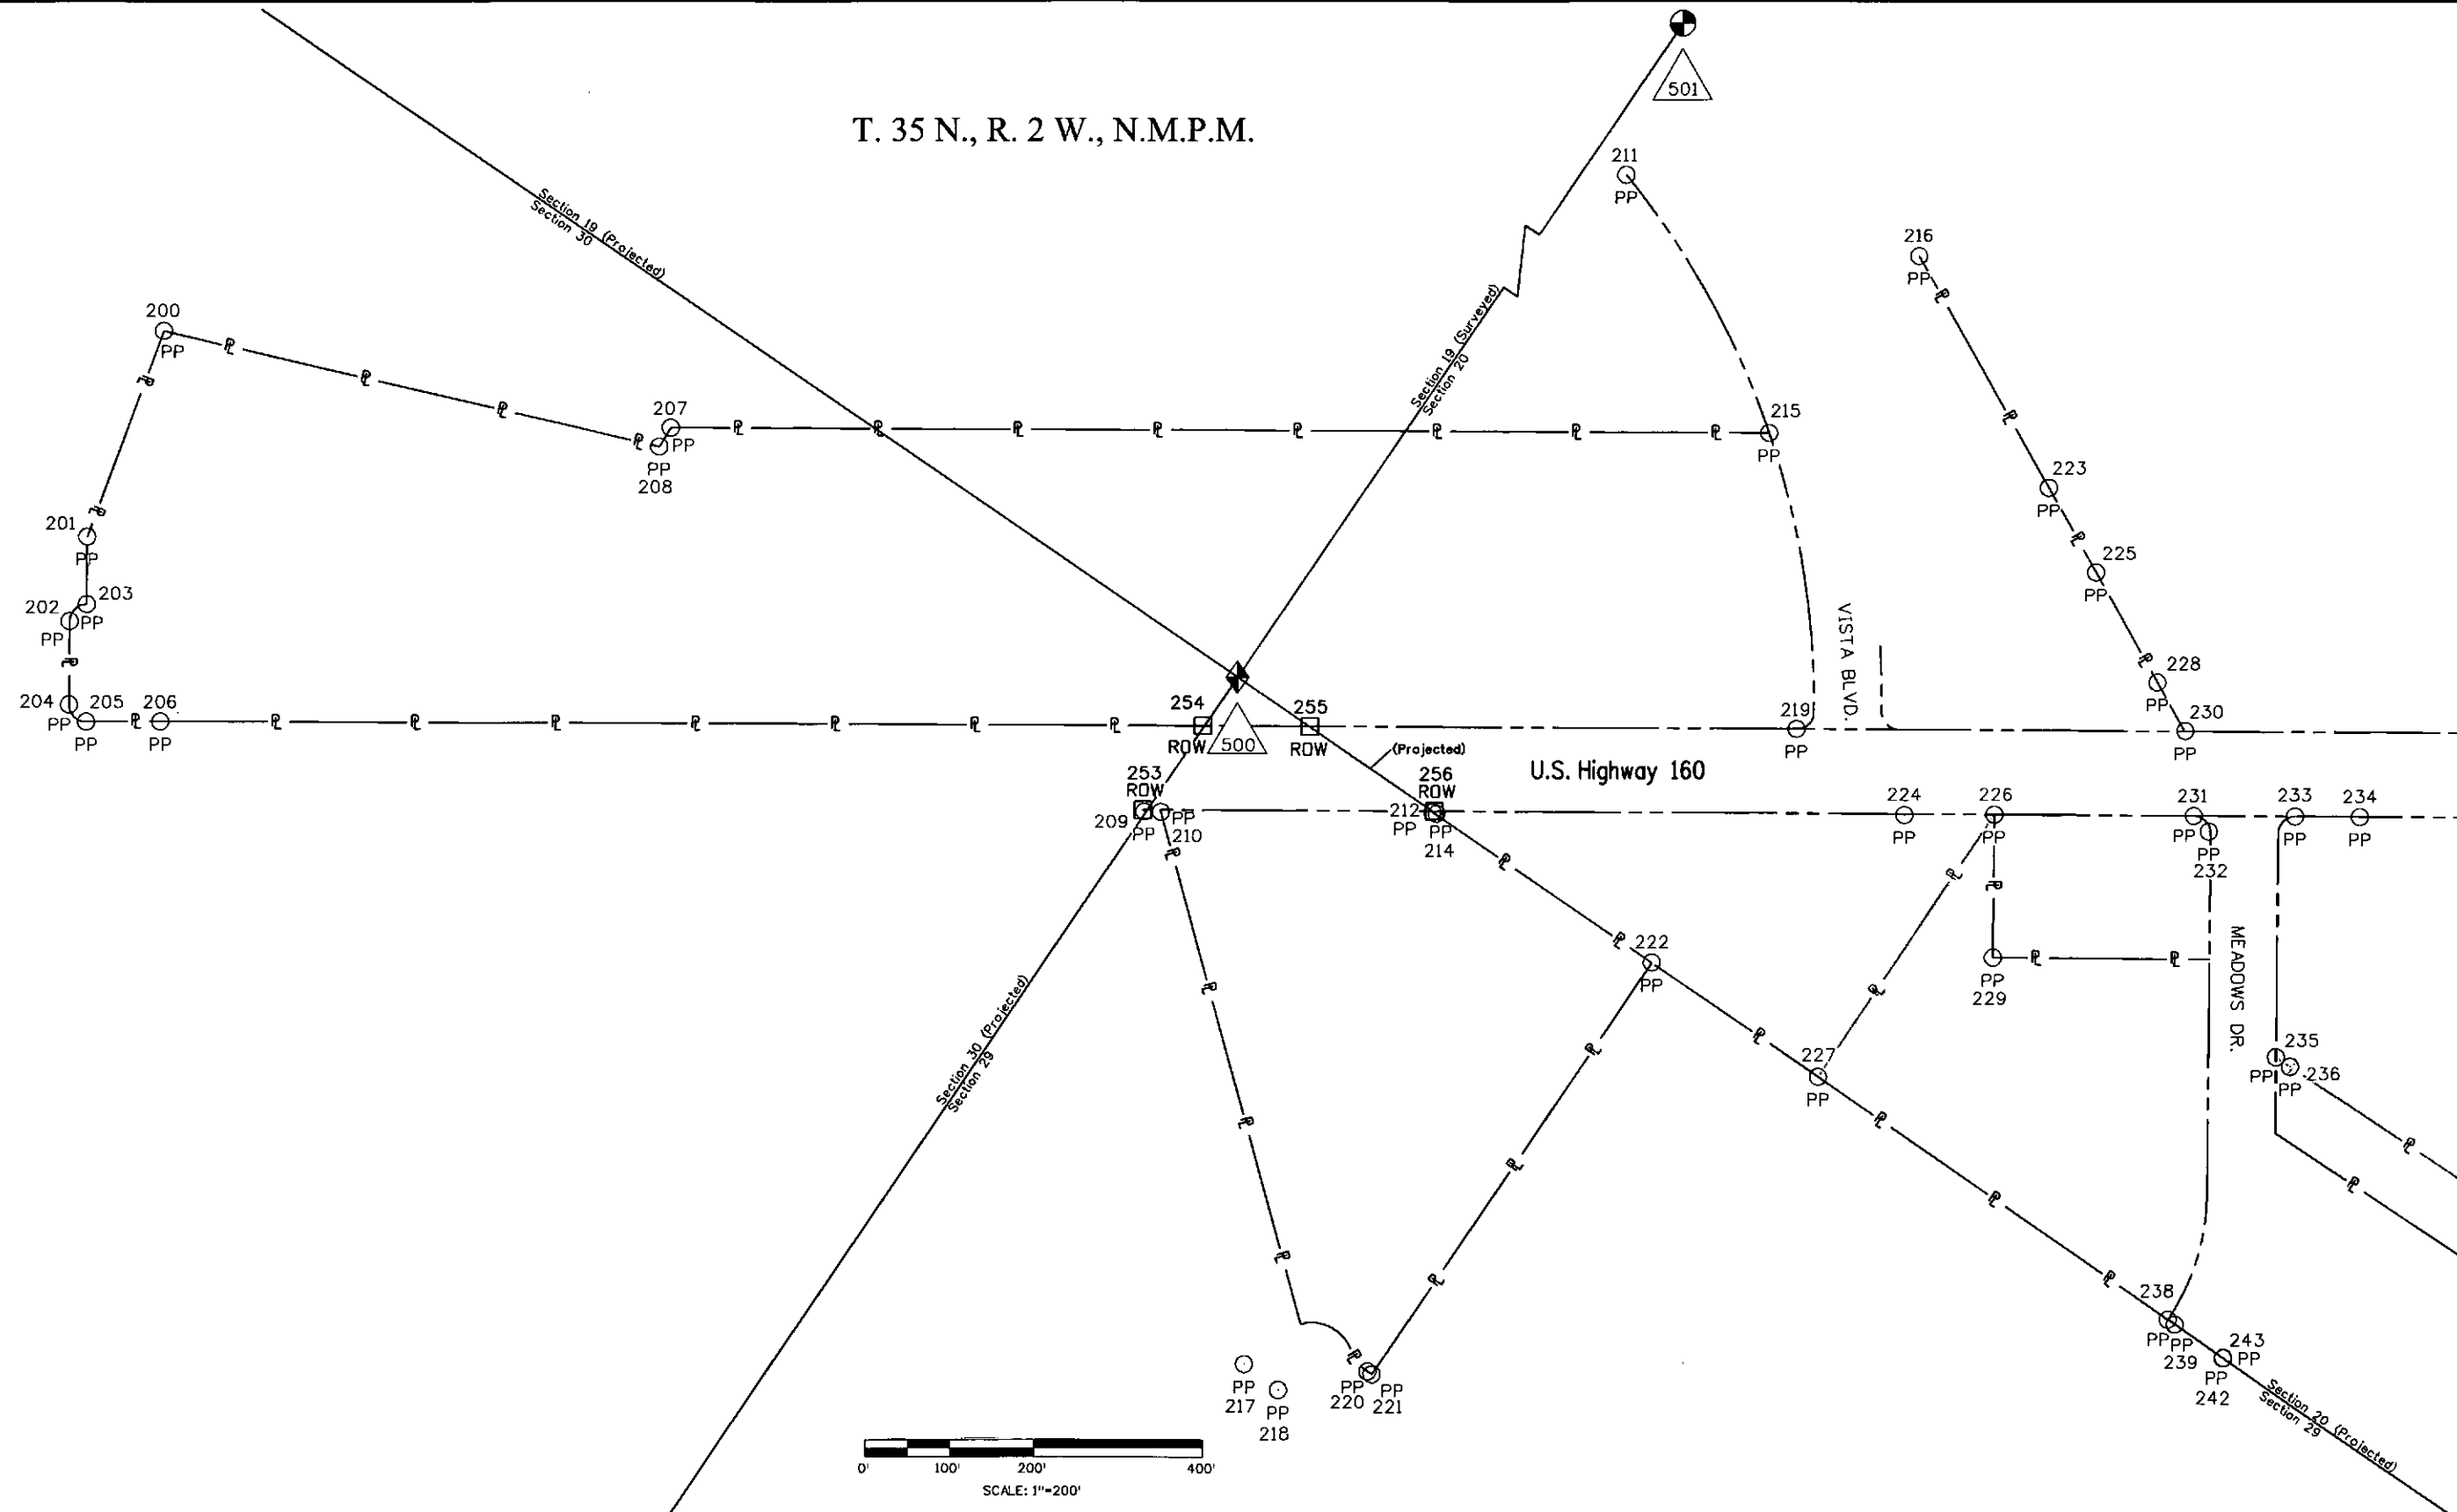 501
T. 35 N., R. 2 W., N.M.P.M.
211
PP
Section 19 (Projected)
Section 30
216
PP
Section 19 (Surveyed)
Section 20
200
PP
207
PP
PP
208
215
PP
223
PP
201
PP
225
PP
202
PP
203
PP
VISTA BLVD.
228
PP
204
PP
205
PP
206
PP
254
ROW
500
255
ROW
(Projected)
219
PP
230
PP
U.S. Highway 160
253
ROW
209
PP
PP
210
256
ROW
212
PP
PP
214
224
PP
226
PP
231
PP
PP
232
233
PP
234
PP
222
PP
PP
229
MEADOWS DR.
Section 30 (Projected)
Section 29
227
PP
235
PP
236
PP
238
PP
PP
239
243
PP
PP
242
PP
217
PP
218
PP
220
PP
221
Section 20 (Projected)
Section 29
0'
100'
200'
400'
SCALE: 1"=200'